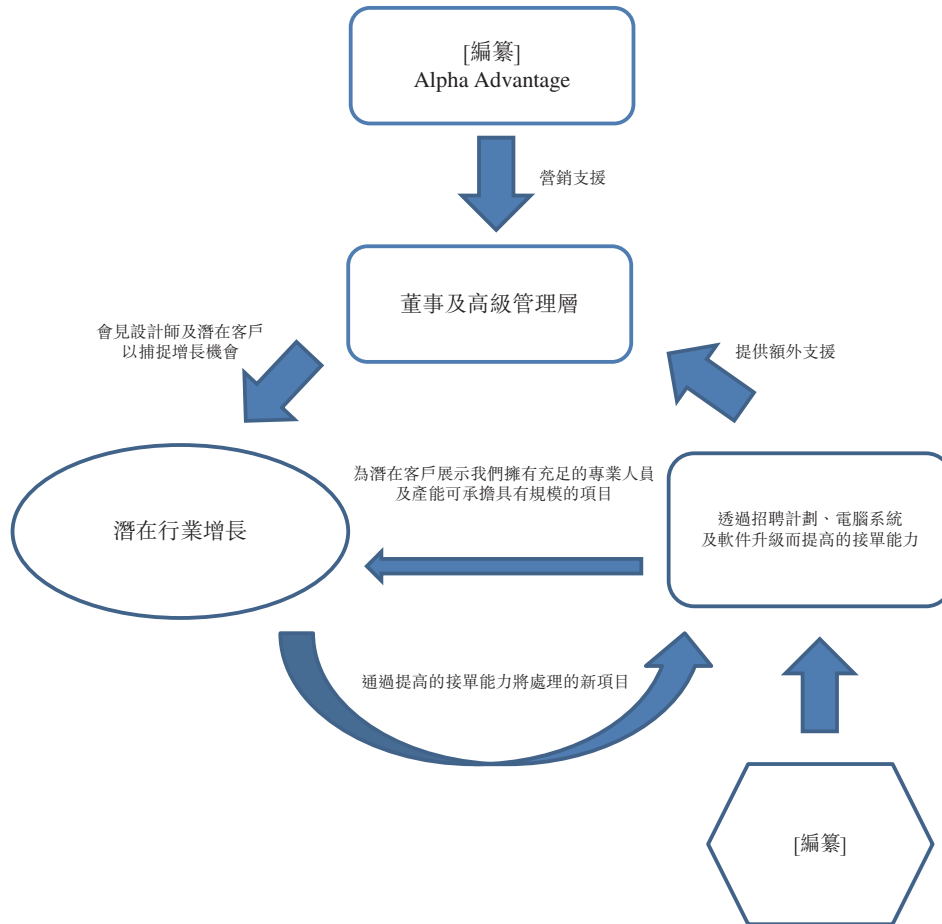 [編纂]
Alpha Advantage
營銷支援
董事及高級管理層
會見設計師及潛在客戶
以捕捉增長機會
提供額外支援
為潛在客戶展示我們擁有充足的專業人員
及產能可承擔具有規模的項目
潛在行業增長
透過招聘計劃、電腦系統
及軟件升級而提高的接單能力
通過提高的接單能力將處理的新項目
[編纂]